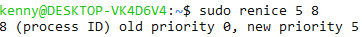 kenny@DESKTOP-VK4D6V4:~$ sudo renice 5 8
8 (process ID) old priority 0, new priority 5